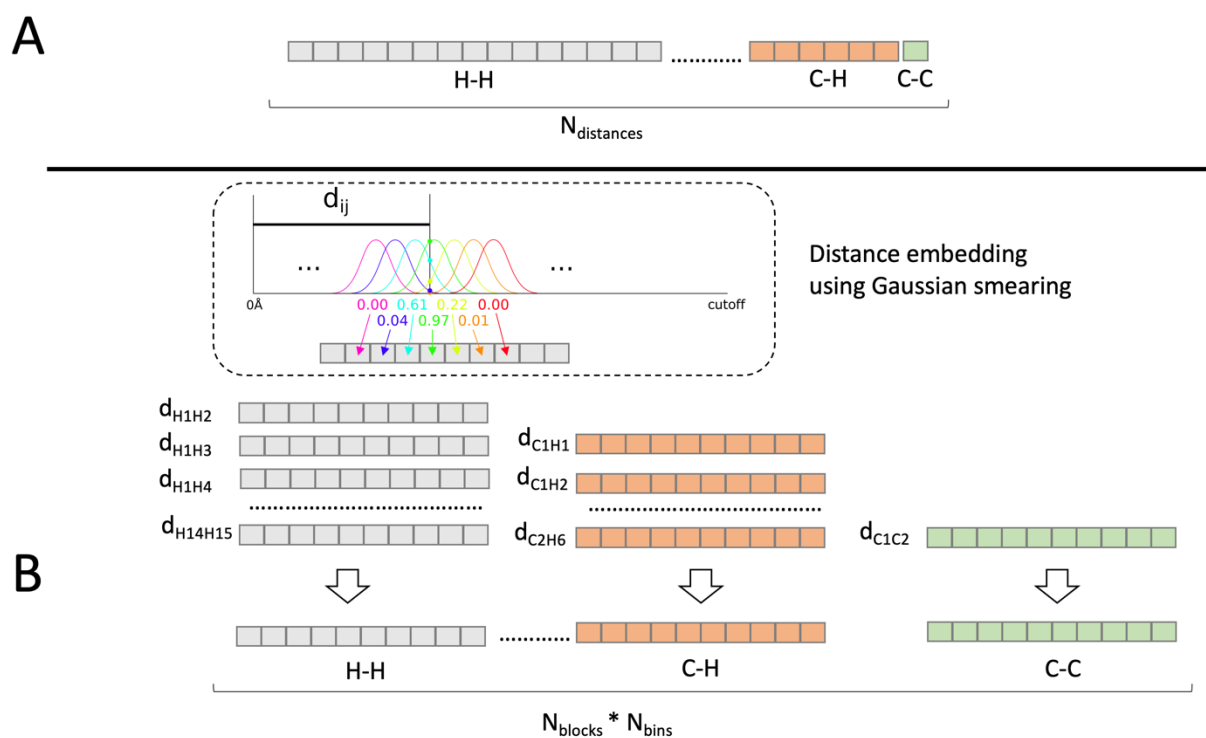 A
............
H-H
C-H
C-C
Ndistances
dij
...
...
0Å
cutoff
0.00 0.61 0.22 0.00
0.04 0.97 0.01
Distance embedding
using Gaussian smearing
dH1H2
dH1H3
dH1H4
dH14H15
dC1H1
dC1H2
dC2H6
dC1C2
B
............
H-H
C-H
C-C
Nblocks * Nbins